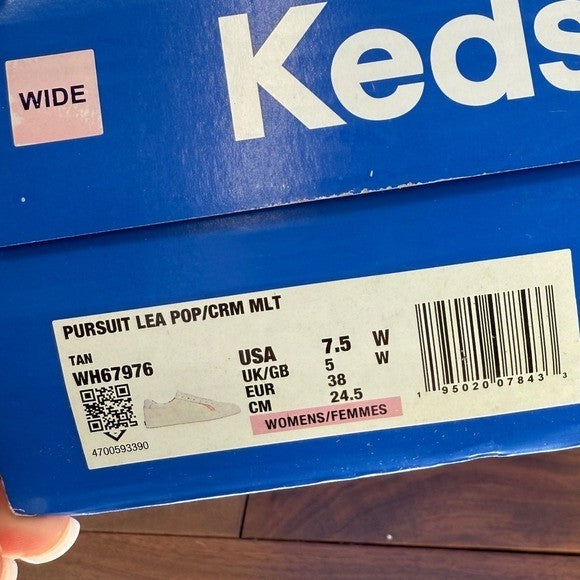 WIDE
Keds
PURSUIT LEA POP/CRM MLT
TAN
WH67976
4700593390
USA 7.5 W
UK/GB 5 W
EUR 38
CM 24.5
WOMENS/FEMMES
1 95020 07843 3